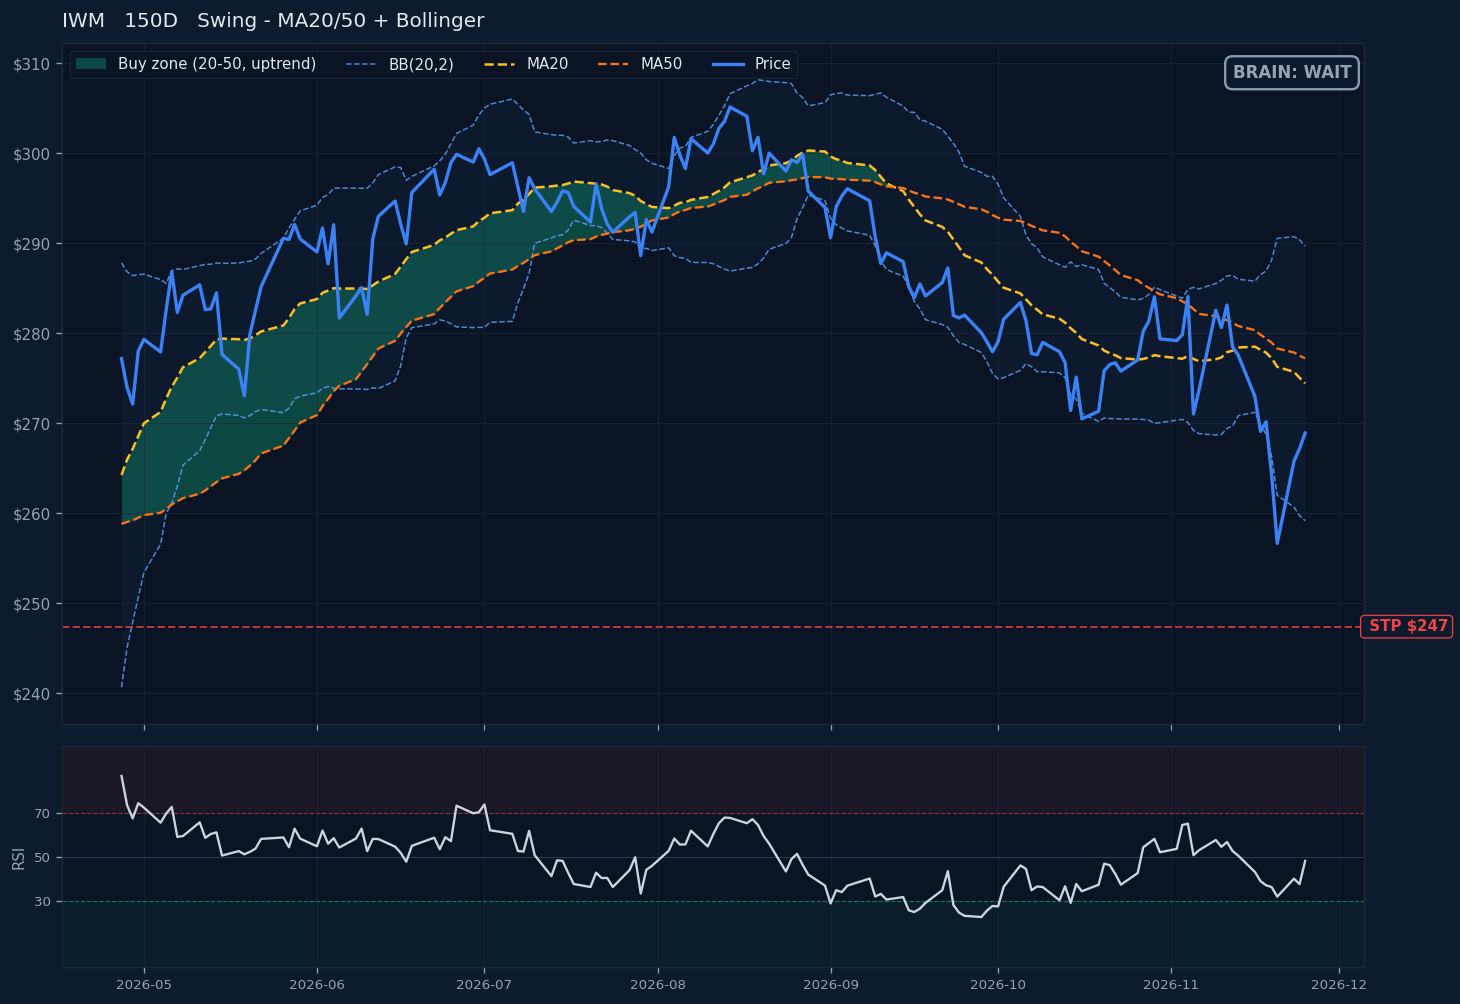 IWM   150D   Swing - MA20/50 + Bollinger
Buy zone (20-50, uptrend)   BB(20,2)   MA20   MA50   Price
BRAIN: WAIT
$310
$300
$290
$280
$270
$260
$250
$240
STP $247
RSI
70
50
30
2026-05   2026-06   2026-07   2026-08   2026-09   2026-10   2026-11   2026-12